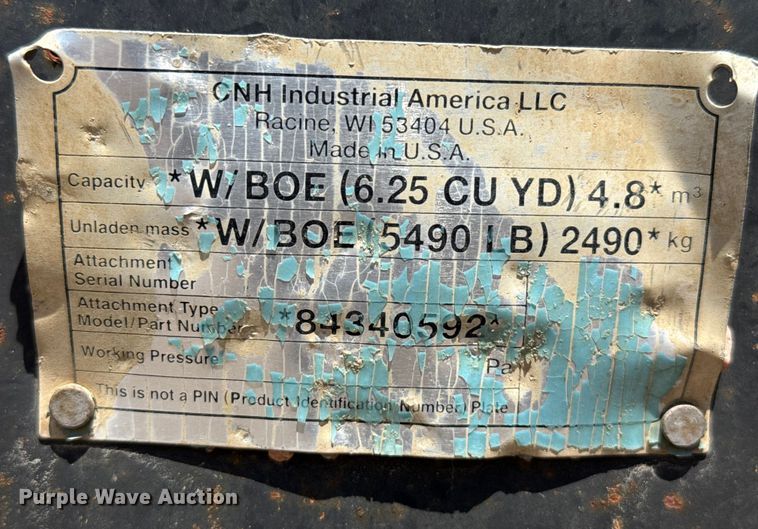 CNH Industrial America LLC
Racine, WI 53404 U.S.A.
Made in U.S.A.
Capacity *W/BOE (6.25 CU YD) 4.8* m³
Unladen mass *W/BOE (5490 LB) 2490* kg
Attachment
Serial Number
Attachment Type
Model/Part Number *84340592*
Working Pressure Pa
This is not a PIN (Product Identification Number) Plate
Purple Wave Auction